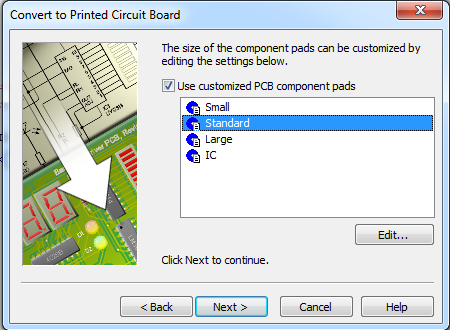 Convert to Printed Circuit Board
The size of the component pads can be customized by
editing the settings below.
Use customized PCB component pads
Small
Standard
Large
IC
Edit...
Click Next to continue.
< Back
Next >
Cancel
Help